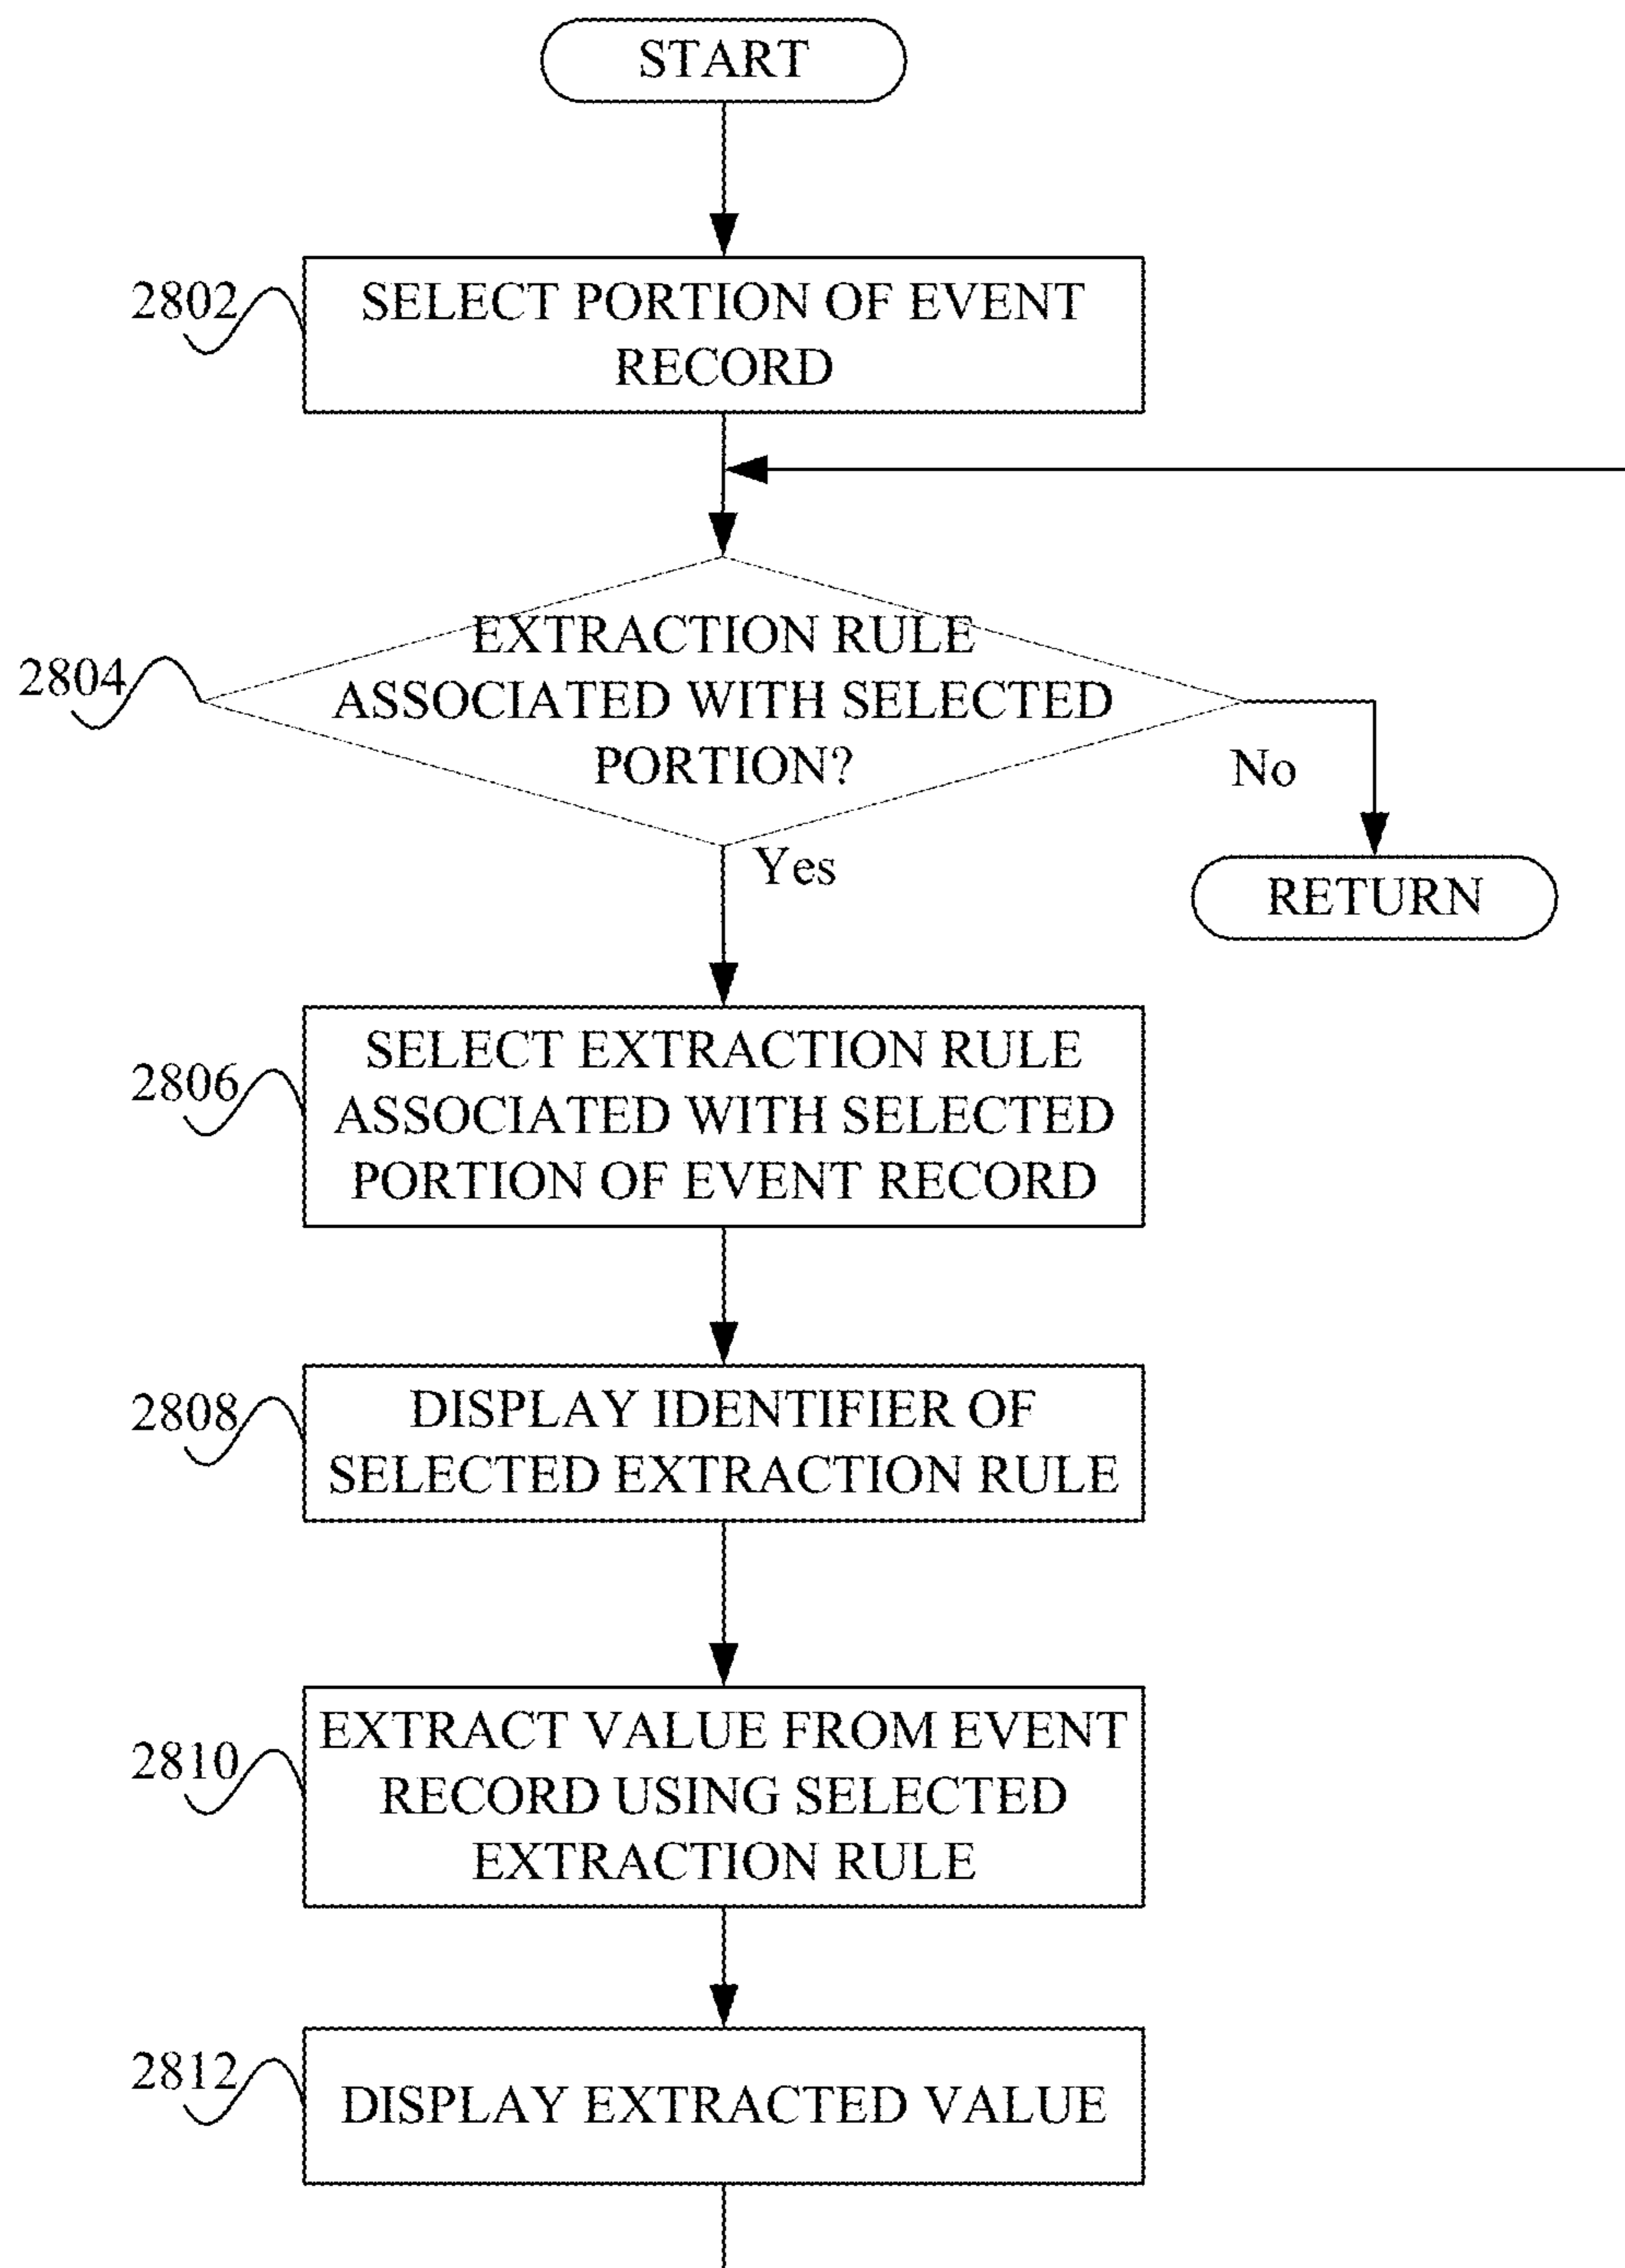 START
2802
SELECT PORTION OF EVENT
RECORD
2804
EXTRACTION RULE
ASSOCIATED WITH SELECTED
PORTION?
No
Yes
RETURN
2806
SELECT EXTRACTION RULE
ASSOCIATED WITH SELECTED
PORTION OF EVENT RECORD
2808
DISPLAY IDENTIFIER OF
SELECTED EXTRACTION RULE
2810
EXTRACT VALUE FROM EVENT
RECORD USING SELECTED
EXTRACTION RULE
2812
DISPLAY EXTRACTED VALUE